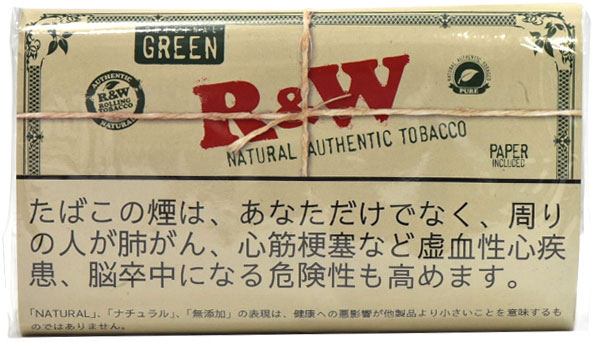 GREEN
AUTHENTIC
R&W
ROLLING
TOBACCO
NATURAL
R&W
NATURAL AUTHENTIC TOBACCO
PURE
PAPER
INCLUDED
たばこの煙は、あなただけでなく、周り
の人が肺がん、心筋梗塞など虚血性心疾
患、脳卒中になる危険性も高めます。
「NATURAL」、「ナチュラル」、「無添加」の表現は、健康への悪影響が他製品より小さいことを意味するも
のではありません。